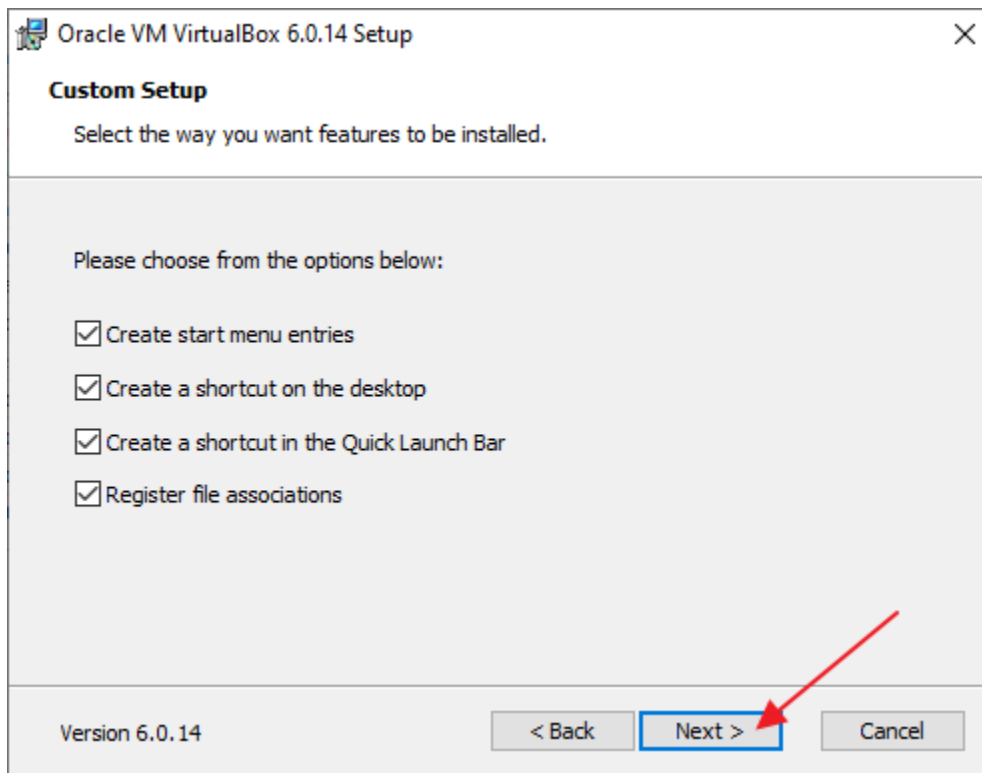 Oracle VM VirtualBox 6.0.14 Setup
Custom Setup
Select the way you want features to be installed.
Please choose from the options below:
Create start menu entries
Create a shortcut on the desktop
Create a shortcut in the Quick Launch Bar
Register file associations
Version 6.0.14
< Back
Next >
Cancel